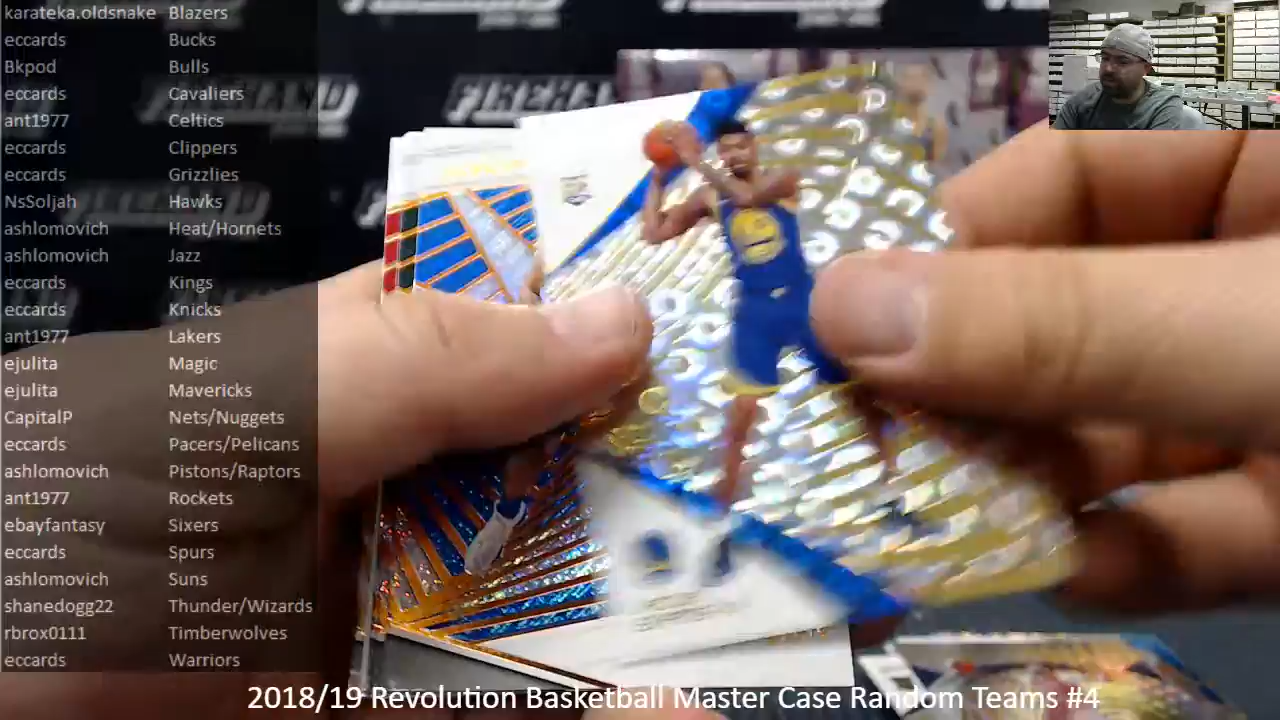 karateka.oldsnake Blazers
eccards Bucks
Bkpod Bulls
eccards Cavaliers
ant1977 Celtics
eccards Clippers
eccards Grizzlies
NsSoljah Hawks
ashlomovich Heat/Hornets
ashlomovich Jazz
eccards Kings
eccards Knicks
ant1977 Lakers
ejulita Magic
ejulita Mavericks
CapitalP Nets/Nuggets
eccards Pacers/Pelicans
ashlomovich Pistons/Raptors
ant1977 Rockets
ebayfantasy Sixers
eccards Spurs
ashlomovich Suns
shanedogg22 Thunder/Wizards
rbrox0111 Timberwolves
eccards Warriors
2018/19 Revolution Basketball Master Case Random Teams #4